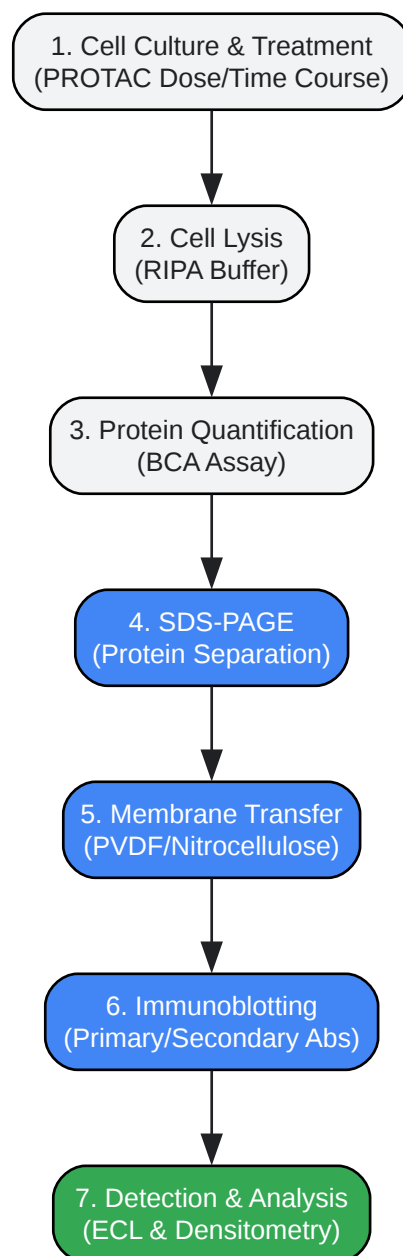 1. Cell Culture & Treatment
(PROTAC Dose/Time Course)
2. Cell Lysis
(RIPA Buffer)
3. Protein Quantification
(BCA Assay)
4. SDS-PAGE
(Protein Separation)
5. Membrane Transfer
(PVDF/Nitrocellulose)
6. Immunoblotting
(Primary/Secondary Abs)
7. Detection & Analysis
(ECL & Densitometry)